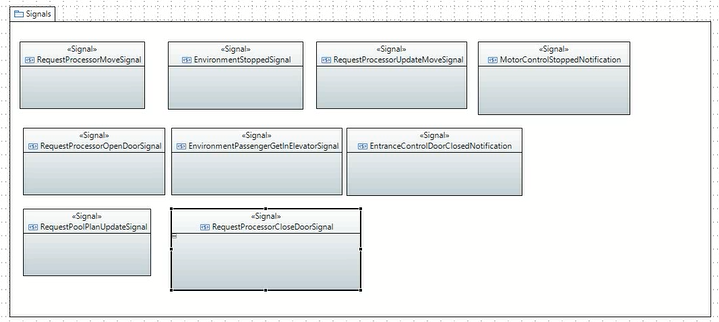 Signals
«Signal»
RequestProcessorMoveSignal
«Signal»
EnvironmentStoppedSignal
«Signal»
RequestProcessorUpdateMoveSignal
«Signal»
MotorControlStoppedNotification
«Signal»
RequestProcessorOpenDoorSignal
«Signal»
EnvironmentPassengerGetInElevatorSignal
«Signal»
EntranceControlDoorClosedNotification
«Signal»
RequestPoolPlanUpdateSignal
«Signal»
RequestProcessorCloseDoorSignal